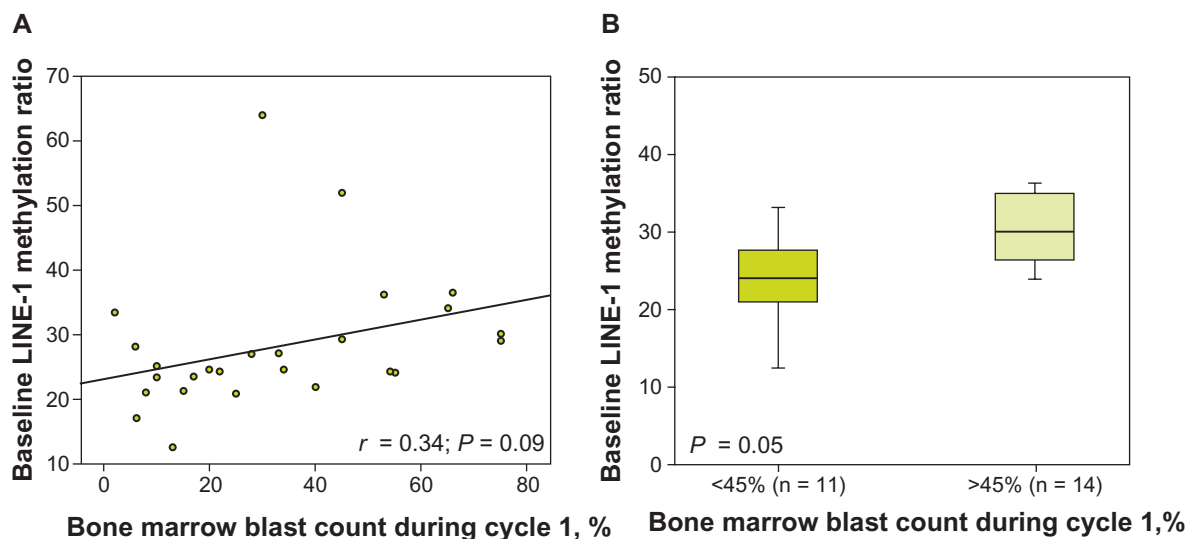 A
Baseline LINE-1 methylation ratio
70
60
50
40
30
20
10
r = 0.34; P = 0.09
0 20 40 60 80
Bone marrow blast count during cycle 1, %
B
Baseline LINE-1 methylation ratio
50
40
30
20
10
0
P = 0.05
<45% (n = 11) >45% (n = 14)
Bone marrow blast count during cycle 1,%